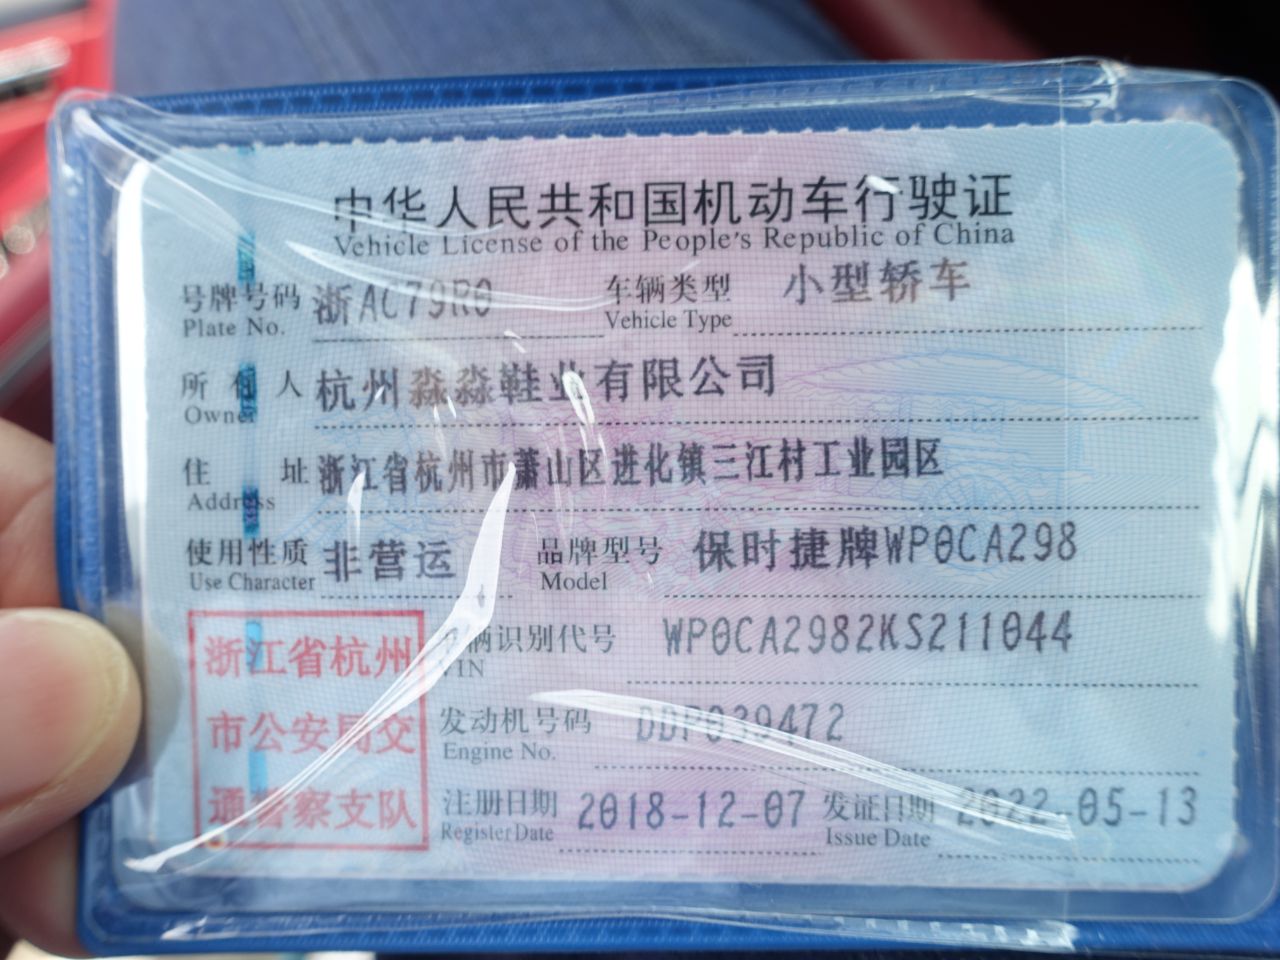 中华人民共和国机动车行驶证
Vehicle License of the People's Republic of China
号牌号码 浙AC79R0 车辆类型 小型轿车
Plate No. Vehicle Type
所有人 杭州淼淼鞋业有限公司
Owner
住址 浙江省杭州市萧山区进化镇三江村工业园区
Address
使用性质 非营运 品牌型号 保时捷牌WP0CA298
Use Character Model
浙江省杭州 车辆识别代号 WP0CA2982KS211044
VIN
市公安局交 发动机号码 DDP039472
Engine No.
通警察支队 注册日期 2018-12-07 发证日期 2022-05-13
Register Date Issue Date